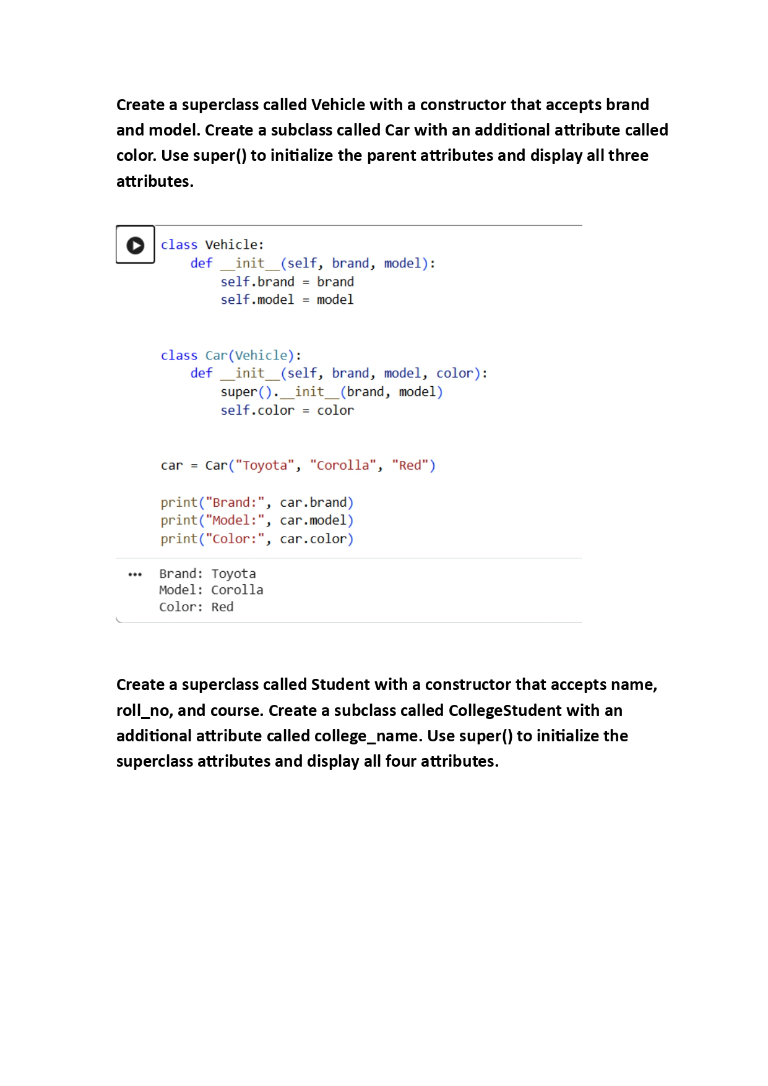 Create a superclass called Vehicle with a constructor that accepts brand
and model. Create a subclass called Car with an additional attribute called
color. Use super() to initialize the parent attributes and display all three
attributes.
class Vehicle:
    def __init__(self, brand, model):
        self.brand = brand
        self.model = model
class Car(Vehicle):
    def __init__(self, brand, model, color):
        super().__init__(brand, model)
        self.color = color
car = Car("Toyota", "Corolla", "Red")
print("Brand:", car.brand)
print("Model:", car.model)
print("Color:", car.color)
Brand: Toyota
Model: Corolla
Color: Red
Create a superclass called Student with a constructor that accepts name,
roll_no, and course. Create a subclass called CollegeStudent with an
additional attribute called college_name. Use super() to initialize the
superclass attributes and display all four attributes.